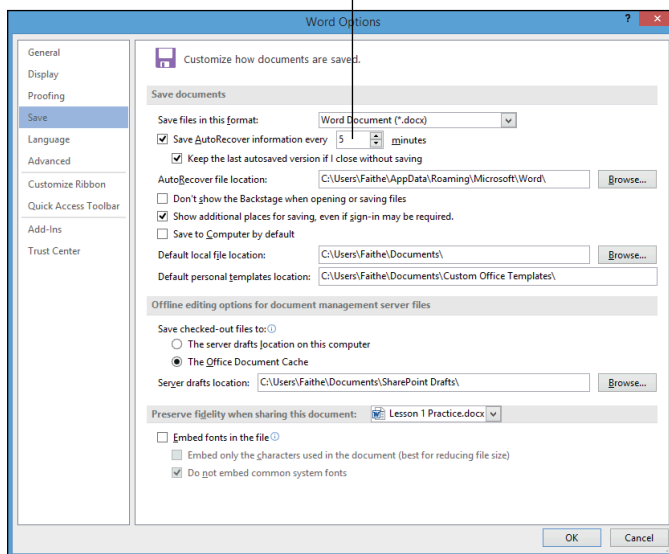 Word Options
? x
General
Display
Proofing
Save
Language
Advanced
Customize Ribbon
Quick Access Toolbar
Add-Ins
Trust Center
Customize how documents are saved.
Save documents
Save files in this format: Word Document (*.docx)
Save AutoRecover information every 5 minutes
Keep the last autosaved version if I close without saving
AutoRecover file location: C:\Users\Faithe\AppData\Roaming\Microsoft\Word\ Browse...
Don't show the Backstage when opening or saving files
Show additional places for saving, even if sign-in may be required.
Save to Computer by default
Default local file location: C:\Users\Faithe\Documents\ Browse...
Default personal templates location: C:\Users\Faithe\Documents\Custom Office Templates\
Offline editing options for document management server files
Save checked-out files to:
The server drafts location on this computer
The Office Document Cache
Server drafts location: C:\Users\Faithe\Documents\SharePoint Drafts\ Browse...
Preserve fidelity when sharing this document: Lesson 1 Practice.docx
Embed fonts in the file
Embed only the characters used in the document (best for reducing file size)
Do not embed common system fonts
OK Cancel